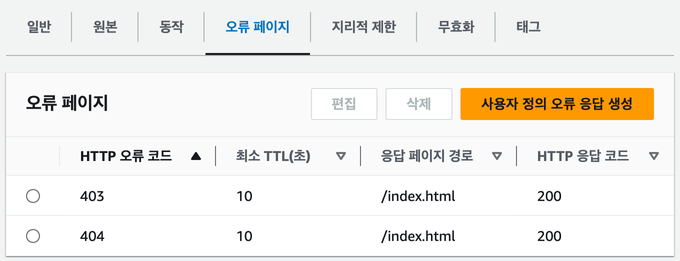 일반 원본 동작 오류 페이지 지리적 제한 무효화 태그
오류 페이지 편집 삭제 사용자 정의 오류 응답 생성
HTTP 오류 코드 최소 TTL(초) 응답 페이지 경로 HTTP 응답 코드
403 10 /index.html 200
404 10 /index.html 200